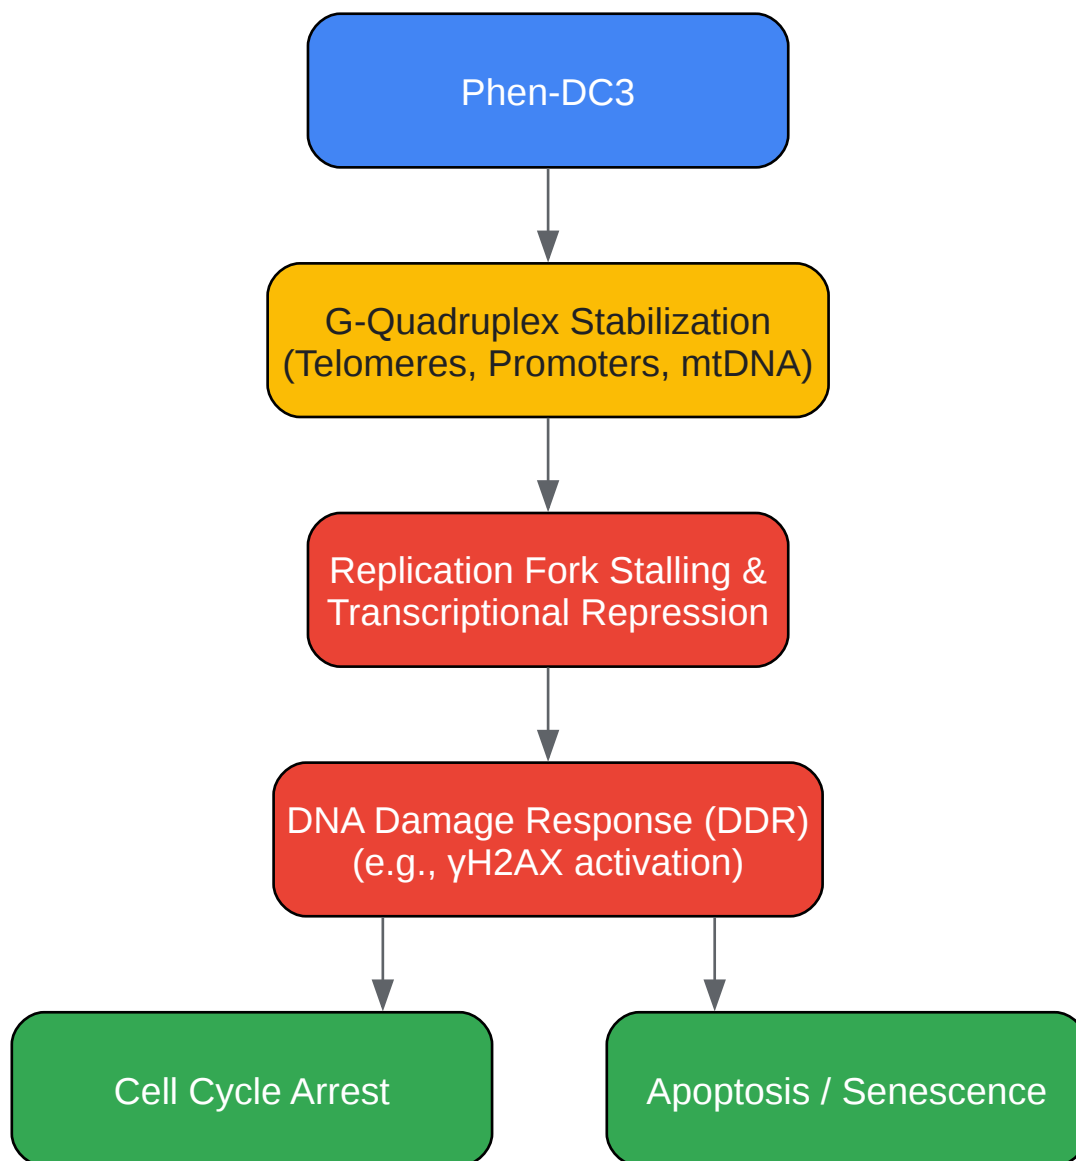 Phen-DC3
G-Quadruplex Stabilization
(Telomeres, Promoters, mtDNA)
Replication Fork Stalling &
Transcriptional Repression
DNA Damage Response (DDR)
(e.g., γH2AX activation)
Cell Cycle Arrest
Apoptosis / Senescence